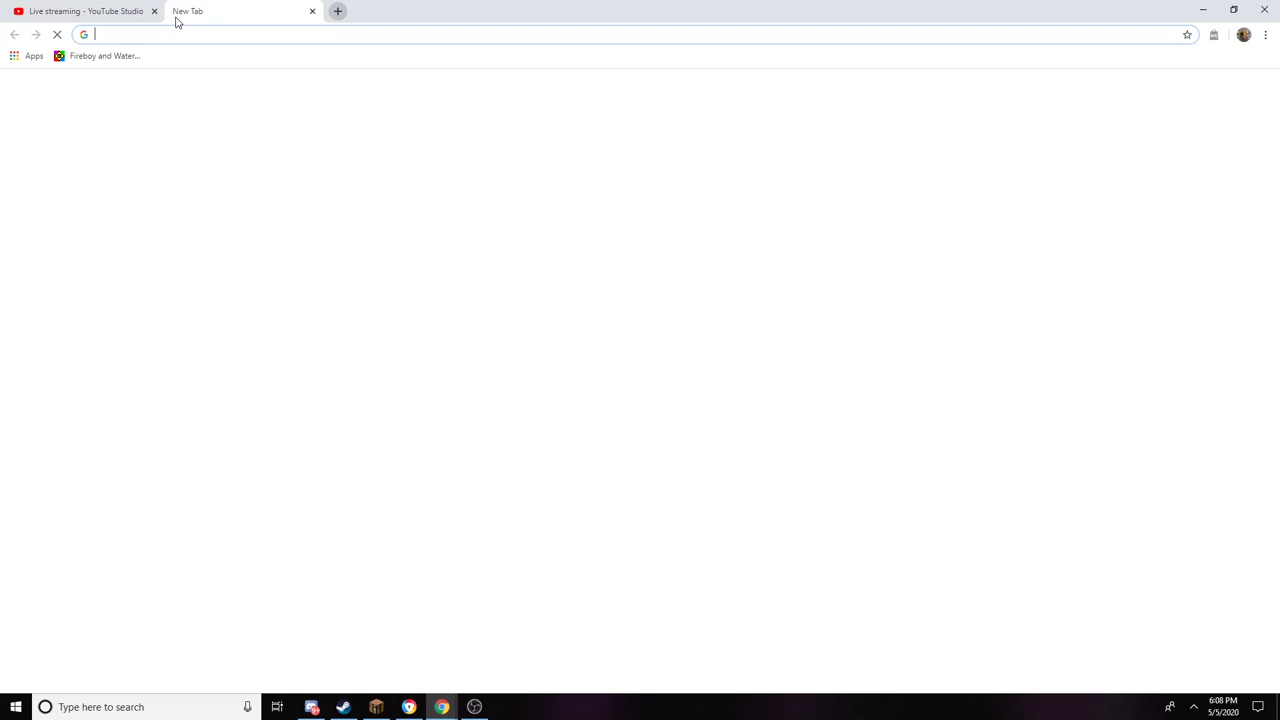 Live streaming - YouTube Studio
New Tab
Apps
Fireboy and Water...
Type here to search
6:08 PM
5/5/2020